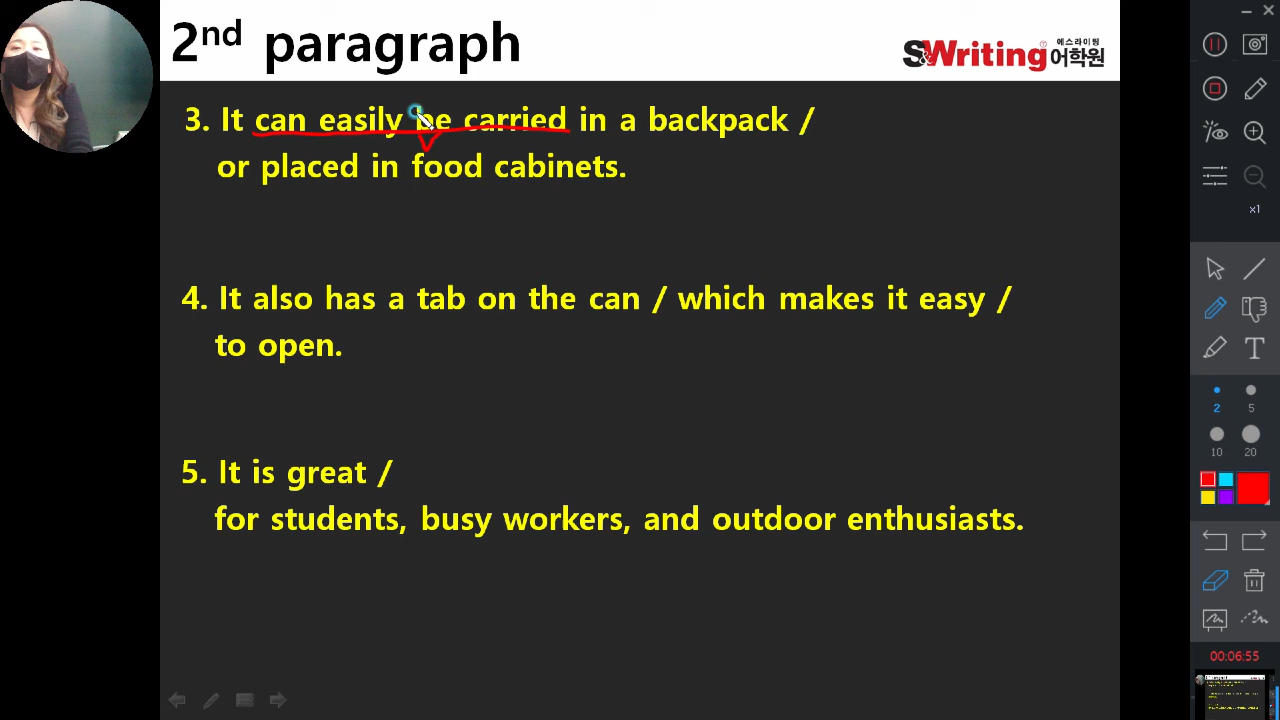 2nd paragraph
S&Writing 에스라이팅 어학원
3. It can easily be carried in a backpack /
or placed in food cabinets.
4. It also has a tab on the can / which makes it easy /
to open.
5. It is great /
for students, busy workers, and outdoor enthusiasts.
x1
T
2 5
10 20
00:06:55